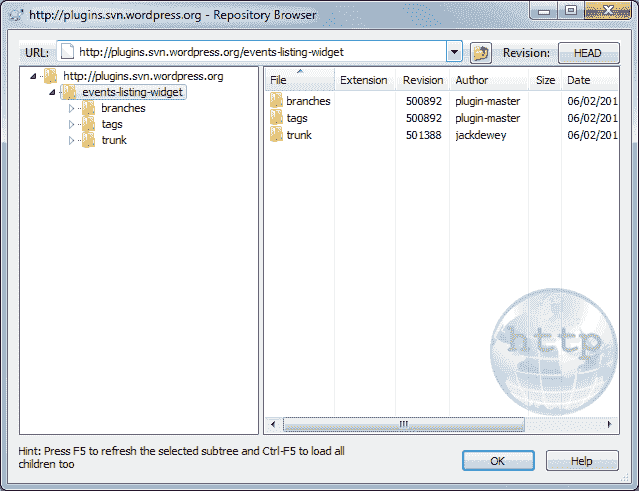 http://plugins.svn.wordpress.org - Repository Browser
URL: http://plugins.svn.wordpress.org/events-listing-widget Revision: HEAD
http://plugins.svn.wordpress.org
events-listing-widget
branches
tags
trunk
File Extension Revision Author Size Date
branches 500892 plugin-master 06/02/201
tags 500892 plugin-master 06/02/201
trunk 501388 jackdewey 06/02/201
http
Hint: Press F5 to refresh the selected subtree and Ctrl-F5 to load all
children too
OK Help